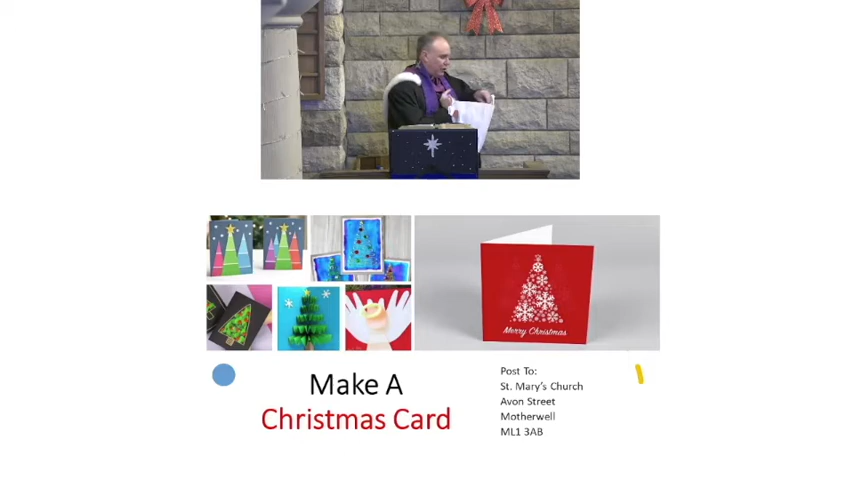 Merry Christmas
Make A
Christmas Card
Post To:
St. Mary's Church
Avon Street
Motherwell
ML1 3AB